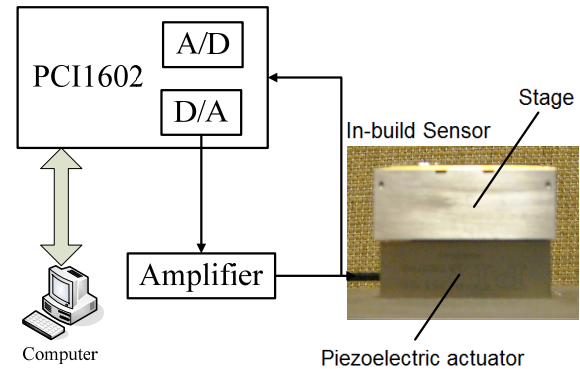 A/D
PCI1602
D/A
Stage
In-build Sensor
Amplifier
Computer
Piezoelectric actuator